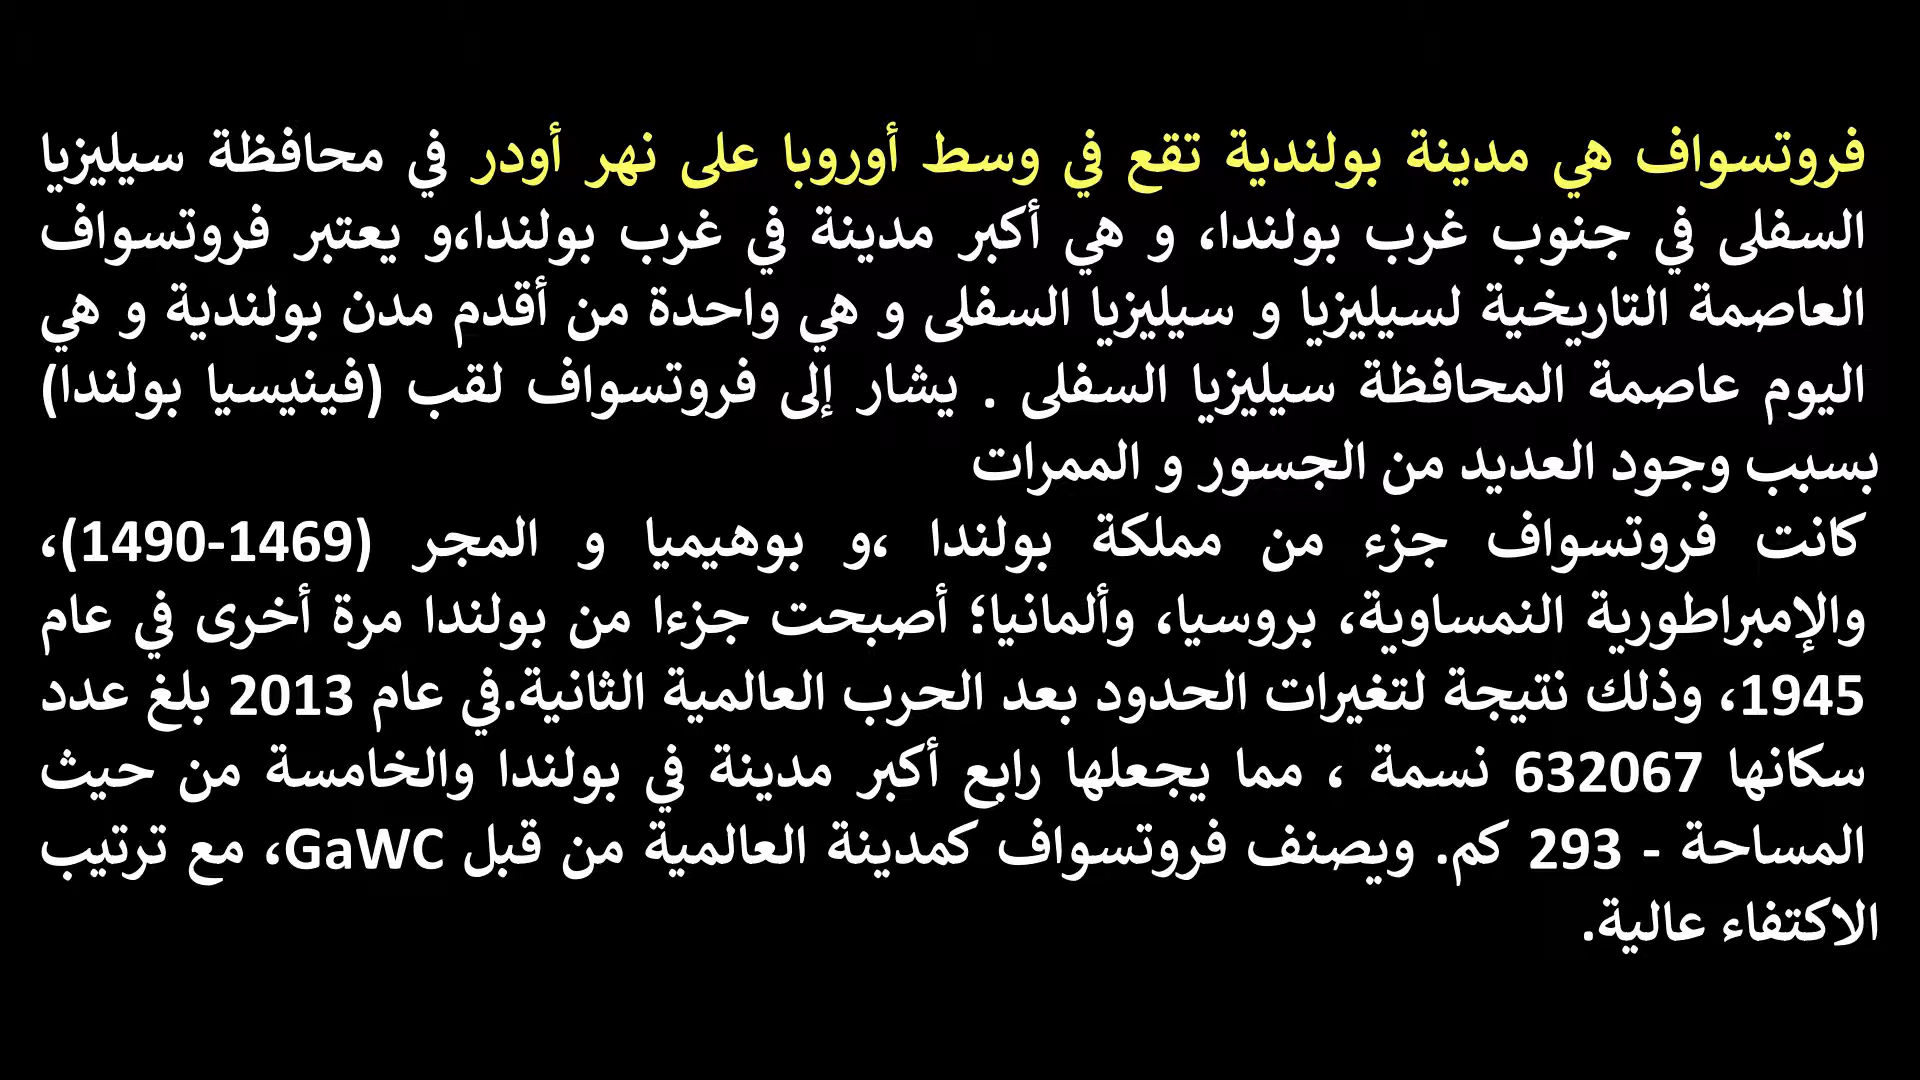 فروتسواف هي مدينة بولندية تقع في وسط أوروبا على نهر أودر في محافظة سيليزيا
السفلى في جنوب غرب بولندا، و هي أكبر مدينة في غرب بولندا،و يعتبر فروتسواف
العاصمة التاريخية لسيليزيا و سيليزيا السفلى و هي واحدة من أقدم مدن بولندية و هي
اليوم عاصمة المحافظة سيليزيا السفلى . يشار إلى فروتسواف لقب (فينيسيا بولندا)
بسبب وجود العديد من الجسور و الممرات
كانت فروتسواف جزء من مملكة بولندا ،و بوهيميا و المجر (1469-1490)،
والإمبراطورية النمساوية، بروسيا، وألمانيا؛ أصبحت جزءا من بولندا مرة أخرى في عام
1945، وذلك نتيجة لتغيرات الحدود بعد الحرب العالمية الثانية.في عام 2013 بلغ عدد
سكانها 632067 نسمة ، مما يجعلها رابع أكبر مدينة في بولندا والخامسة من حيث
المساحة - 293 كم. ويصنف فروتسواف كمدينة العالمية من قبل GaWC، مع ترتيب
الاكتفاء عالية.